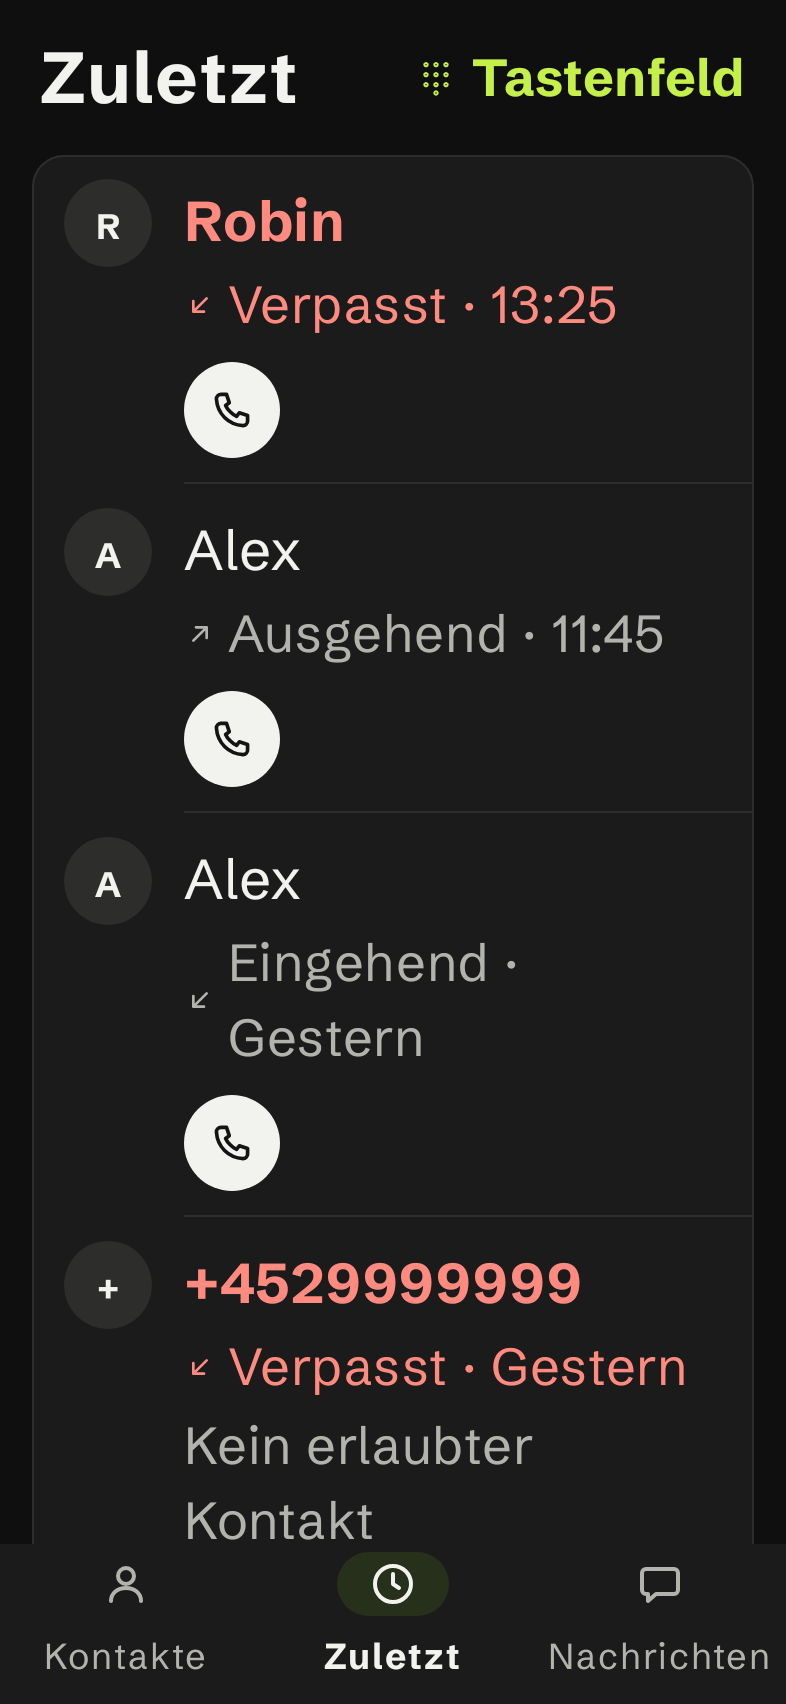 Zuletzt
Tastenfeld
R
Robin
Verpasst · 13:25
A
Alex
Ausgehend · 11:45
A
Alex
Eingehend ·
Gestern
+
+4529999999
Verpasst · Gestern
Kein erlaubter
Kontakt
Kontakte
Zuletzt
Nachrichten